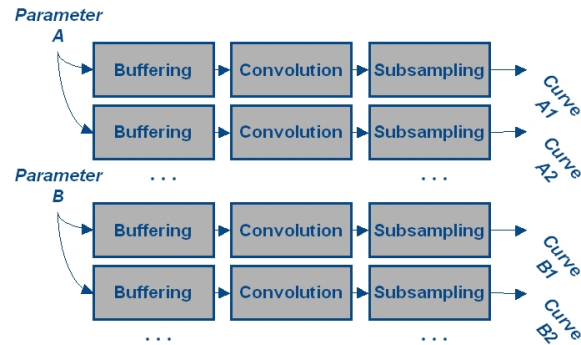 Parameter
A
Buffering Convolution Subsampling
Curve
A1
Buffering Convolution Subsampling
Curve
A2
. . . . . .
Parameter
B
Buffering Convolution Subsampling
Curve
B1
Buffering Convolution Subsampling
Curve
B2
. . . . . .